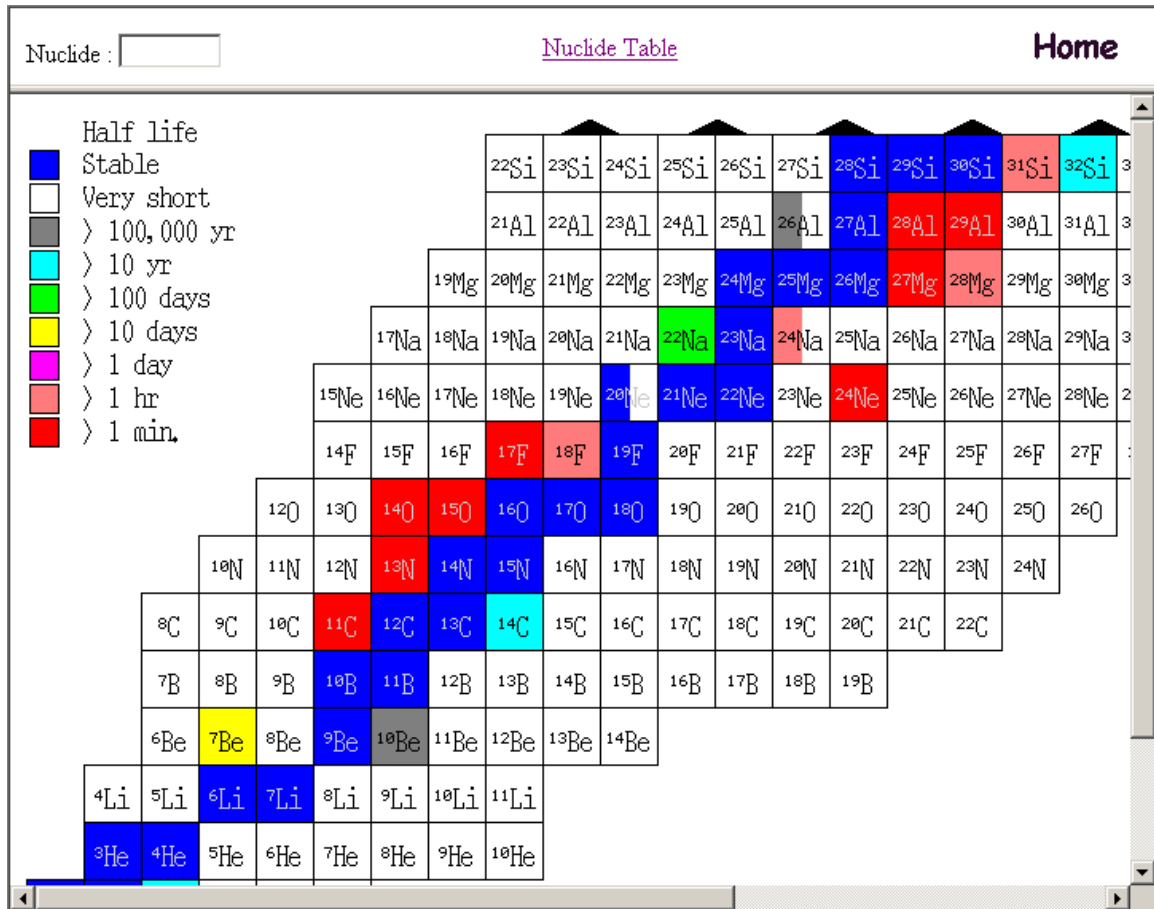 Nuclide :
Nuclide Table
Home
Half life
Stable
Very short
> 100,000 yr
> 10 yr
> 100 days
> 10 days
> 1 day
> 1 hr
> 1 min.
22Si 23Si 24Si 25Si 26Si 27Si 28Si 29Si 30Si 31Si 32Si 3
21Al 22Al 23Al 24Al 25Al 26Al 27Al 28Al 29Al 30Al 31Al 3
19Mg 20Mg 21Mg 22Mg 23Mg 24Mg 25Mg 26Mg 27Mg 28Mg 29Mg 30Mg 3
17Na 18Na 19Na 20Na 21Na 22Na 23Na 24Na 25Na 26Na 27Na 28Na 29Na 3
15Ne 16Ne 17Ne 18Ne 19Ne 20Ne 21Ne 22Ne 23Ne 24Ne 25Ne 26Ne 27Ne 28Ne 2
14F 15F 16F 17F 18F 19F 20F 21F 22F 23F 24F 25F 26F 27F
12O 13O 14O 15O 16O 17O 18O 19O 20O 21O 22O 23O 24O 25O 26O
10N 11N 12N 13N 14N 15N 16N 17N 18N 19N 20N 21N 22N 23N 24N
8C 9C 10C 11C 12C 13C 14C 15C 16C 17C 18C 19C 20C 21C 22C
7B 8B 9B 10B 11B 12B 13B 14B 15B 16B 17B 18B 19B
6Be 7Be 8Be 9Be 10Be 11Be 12Be 13Be 14Be
4Li 5Li 6Li 7Li 8Li 9Li 10Li 11Li
3He 4He 5He 6He 7He 8He 9He 10He